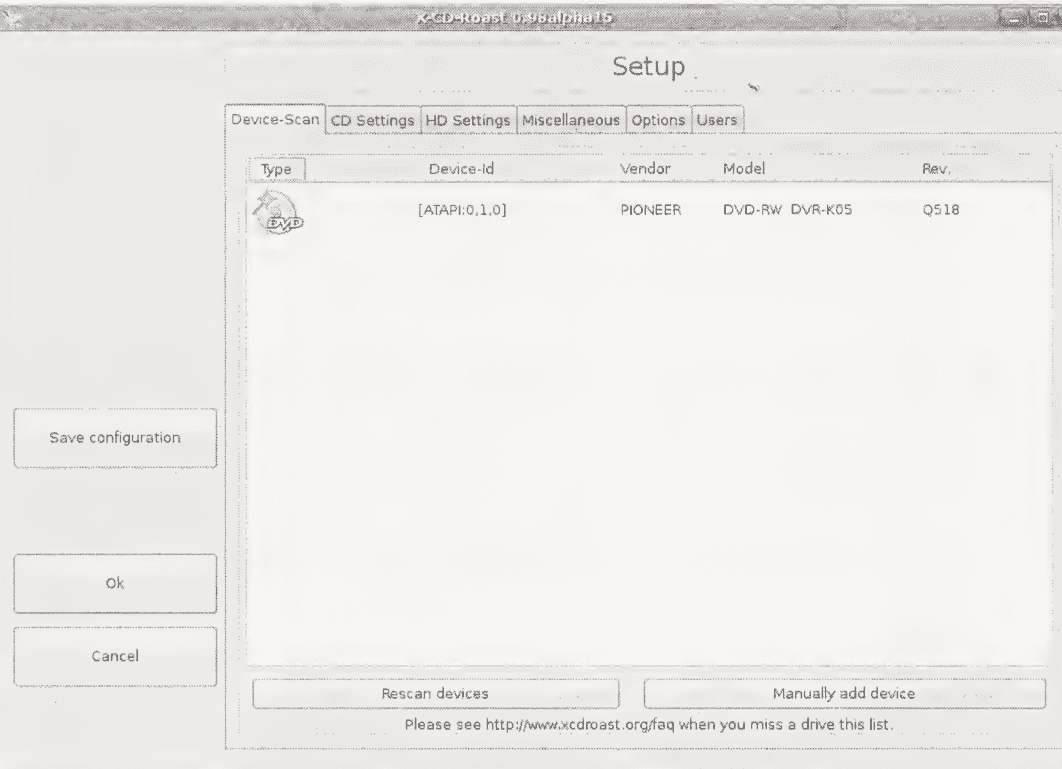 X-CD-Roast 0.98alpha15
Setup
Device-Scan CD Settings HD Settings Miscellaneous Options Users
Type Device-Id Vendor Model Rev.
DVD [ATAPI:0,1,0] PIONEER DVD-RW DVR-K05 Q518
Save configuration
Ok
Cancel
Rescan devices Manually add device
Please see http://www.xcdroast.org/faq when you miss a drive this list.